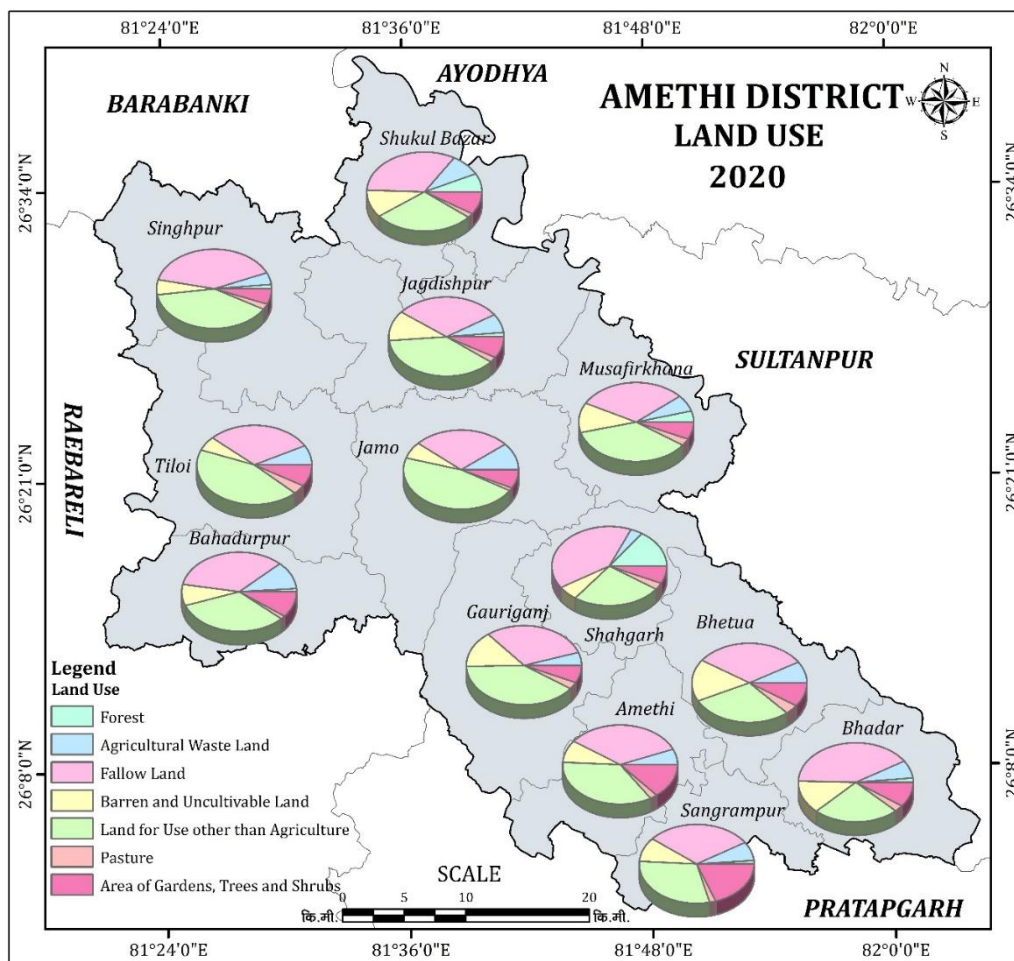 81°24'0"E
81°36'0"E
81°48'0"E
82°0'0"E
AYODHYA
BARABANKI
AMETHI DISTRICT
LAND USE
2020
N
W
E
S
Shukul Bazar
26°34'0"N
26°34'0"N
Singhpur
Jagdishpur
Musafirkhana
SULTANPUR
RAEBARELI
Tiloi
Jamo
26°21'0"N
26°21'0"N
Bahadurpur
Gauriganj
Shahgarh
Bhetua
Legend
Land Use
Forest
Agricultural Waste Land
Fallow Land
Barren and Uncultivable Land
Land for Use other than Agriculture
Pasture
Area of Gardens, Trees and Shrubs
Amethi
Bhadar
26°8'0"N
26°8'0"N
Sangrampur
SCALE
0 5 10 20
कि.मी. कि.मी.
PRATAPGARH
81°24'0"E
81°36'0"E
81°48'0"E
82°0'0"E